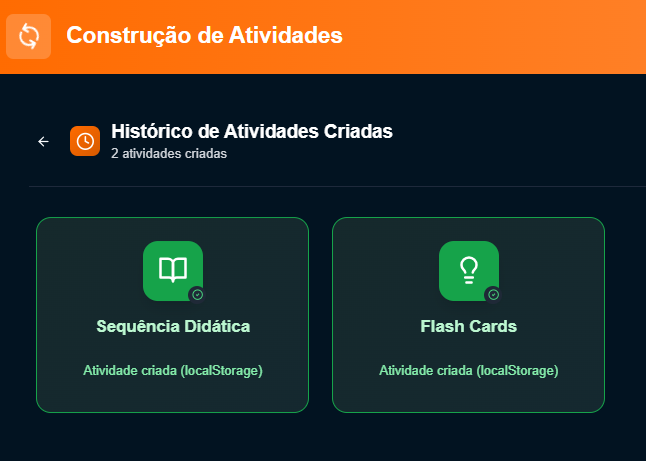 Construção de Atividades
Histórico de Atividades Criadas
2 atividades criadas
Sequência Didática
Atividade criada (localStorage)
Flash Cards
Atividade criada (localStorage)